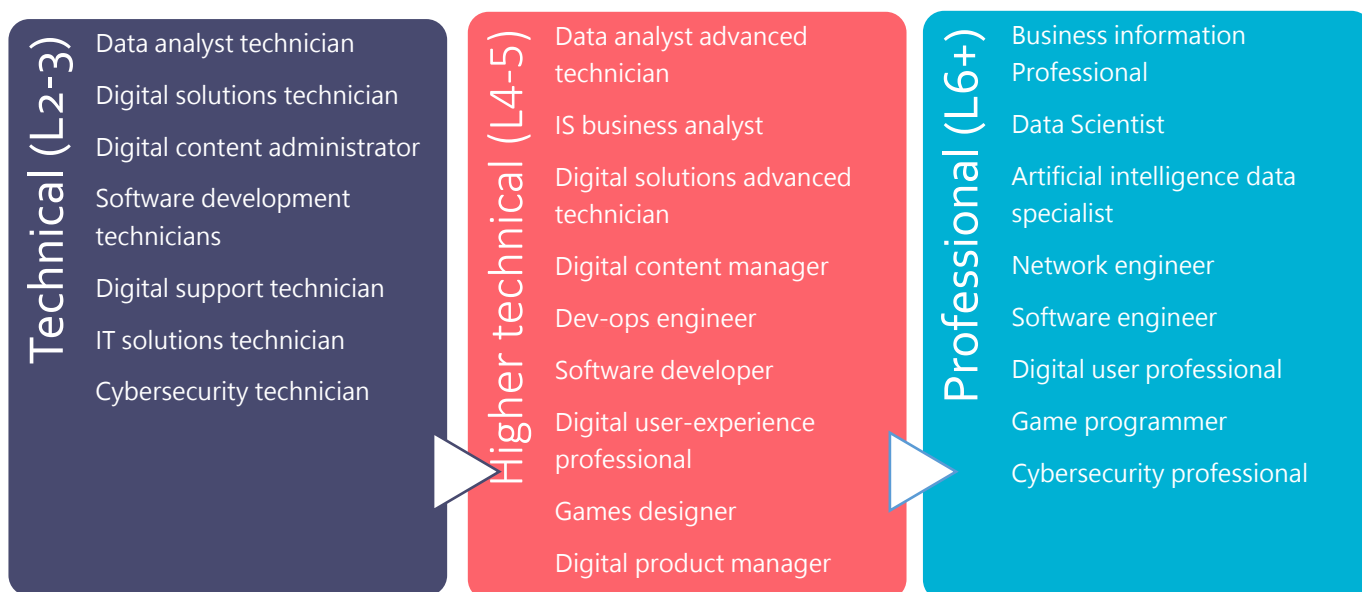 Technical (L2-3)
Data analyst technician
Digital solutions technician
Digital content administrator
Software development
technicians
Digital support technician
IT solutions technician
Cybersecurity technician
Higher technical (L4-5)
Data analyst advanced
technician
IS business analyst
Digital solutions advanced
technician
Digital content manager
Dev-ops engineer
Software developer
Digital user-experience
professional
Games designer
Digital product manager
Professional (L6+)
Business information
Professional
Data Scientist
Artificial intelligence data
specialist
Network engineer
Software engineer
Digital user professional
Game programmer
Cybersecurity professional